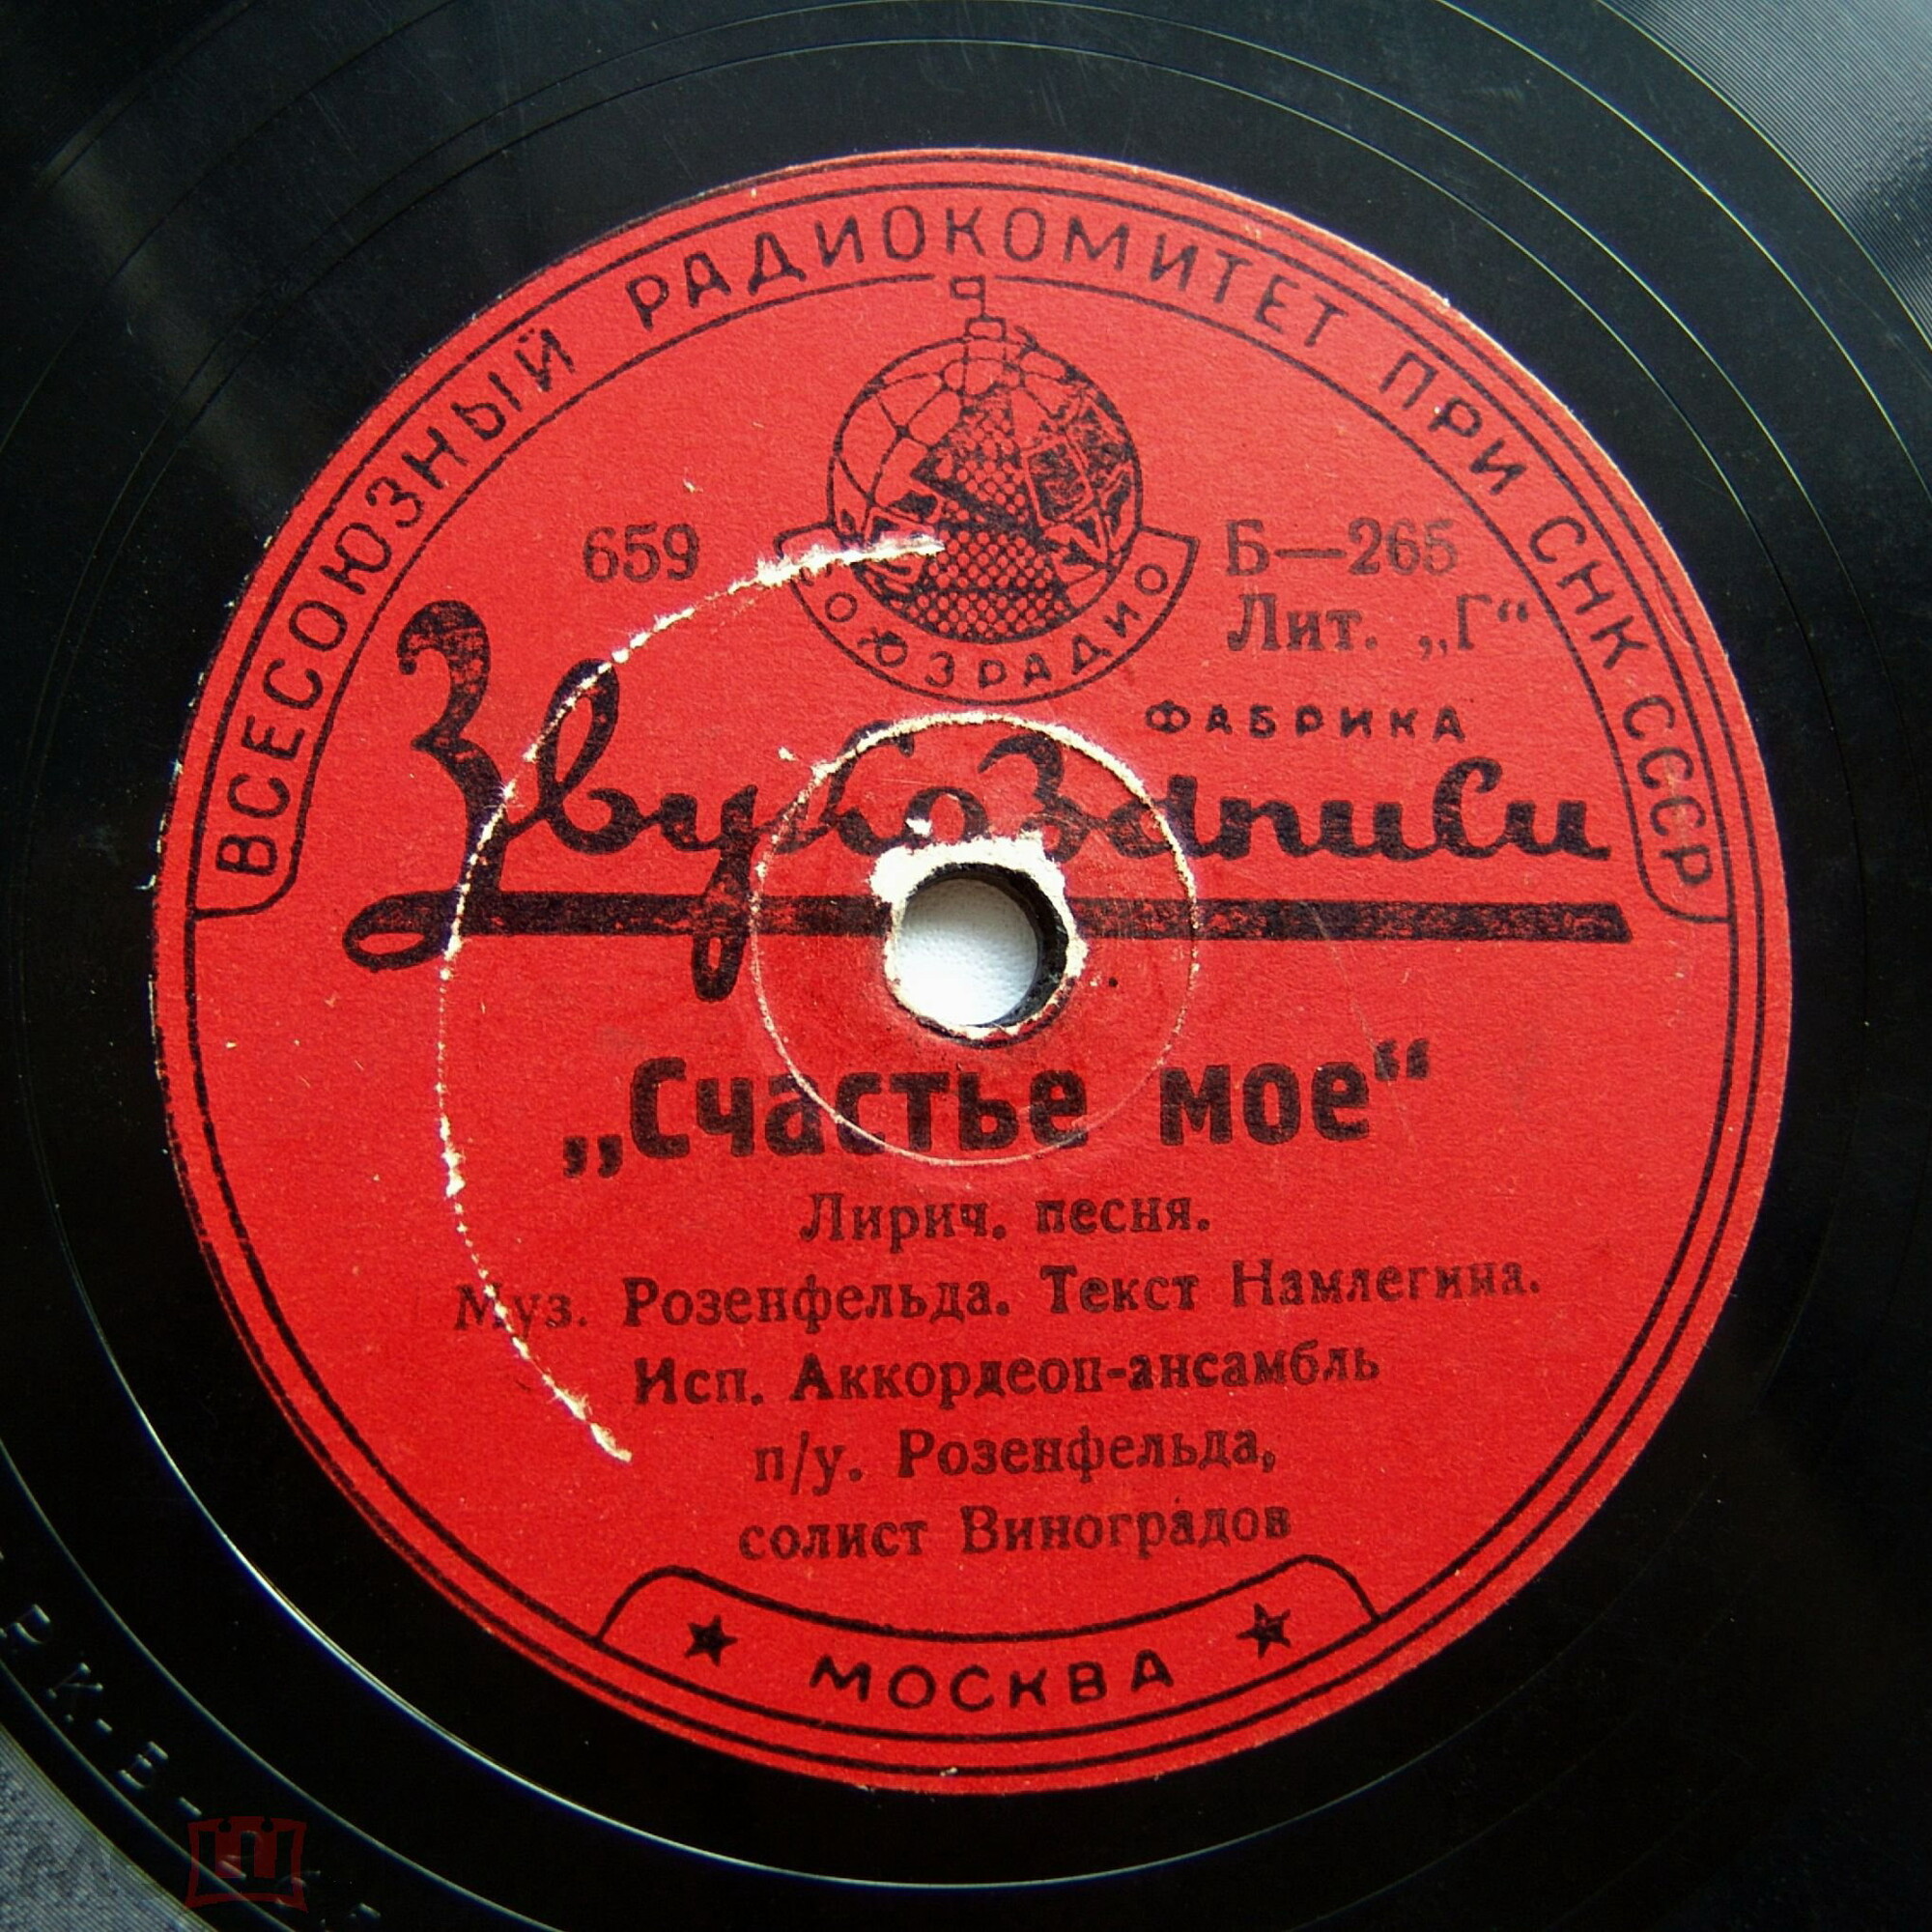 ВСЕСОЮЗНЫЙ РАДИОКОМИТЕТ ПРИ СНК СССР
СОЮЗРАДИО
659
Б—265
Лит. „Г“
ФАБРИКА
Звукозаписи
„Счастье мое“
Лирич. песня.
Муз. Розенфельда. Текст Намлегина.
Исп. Аккордеоп-ансамбль
п/у. Розенфельда,
солист Виноградов
МОСКВА